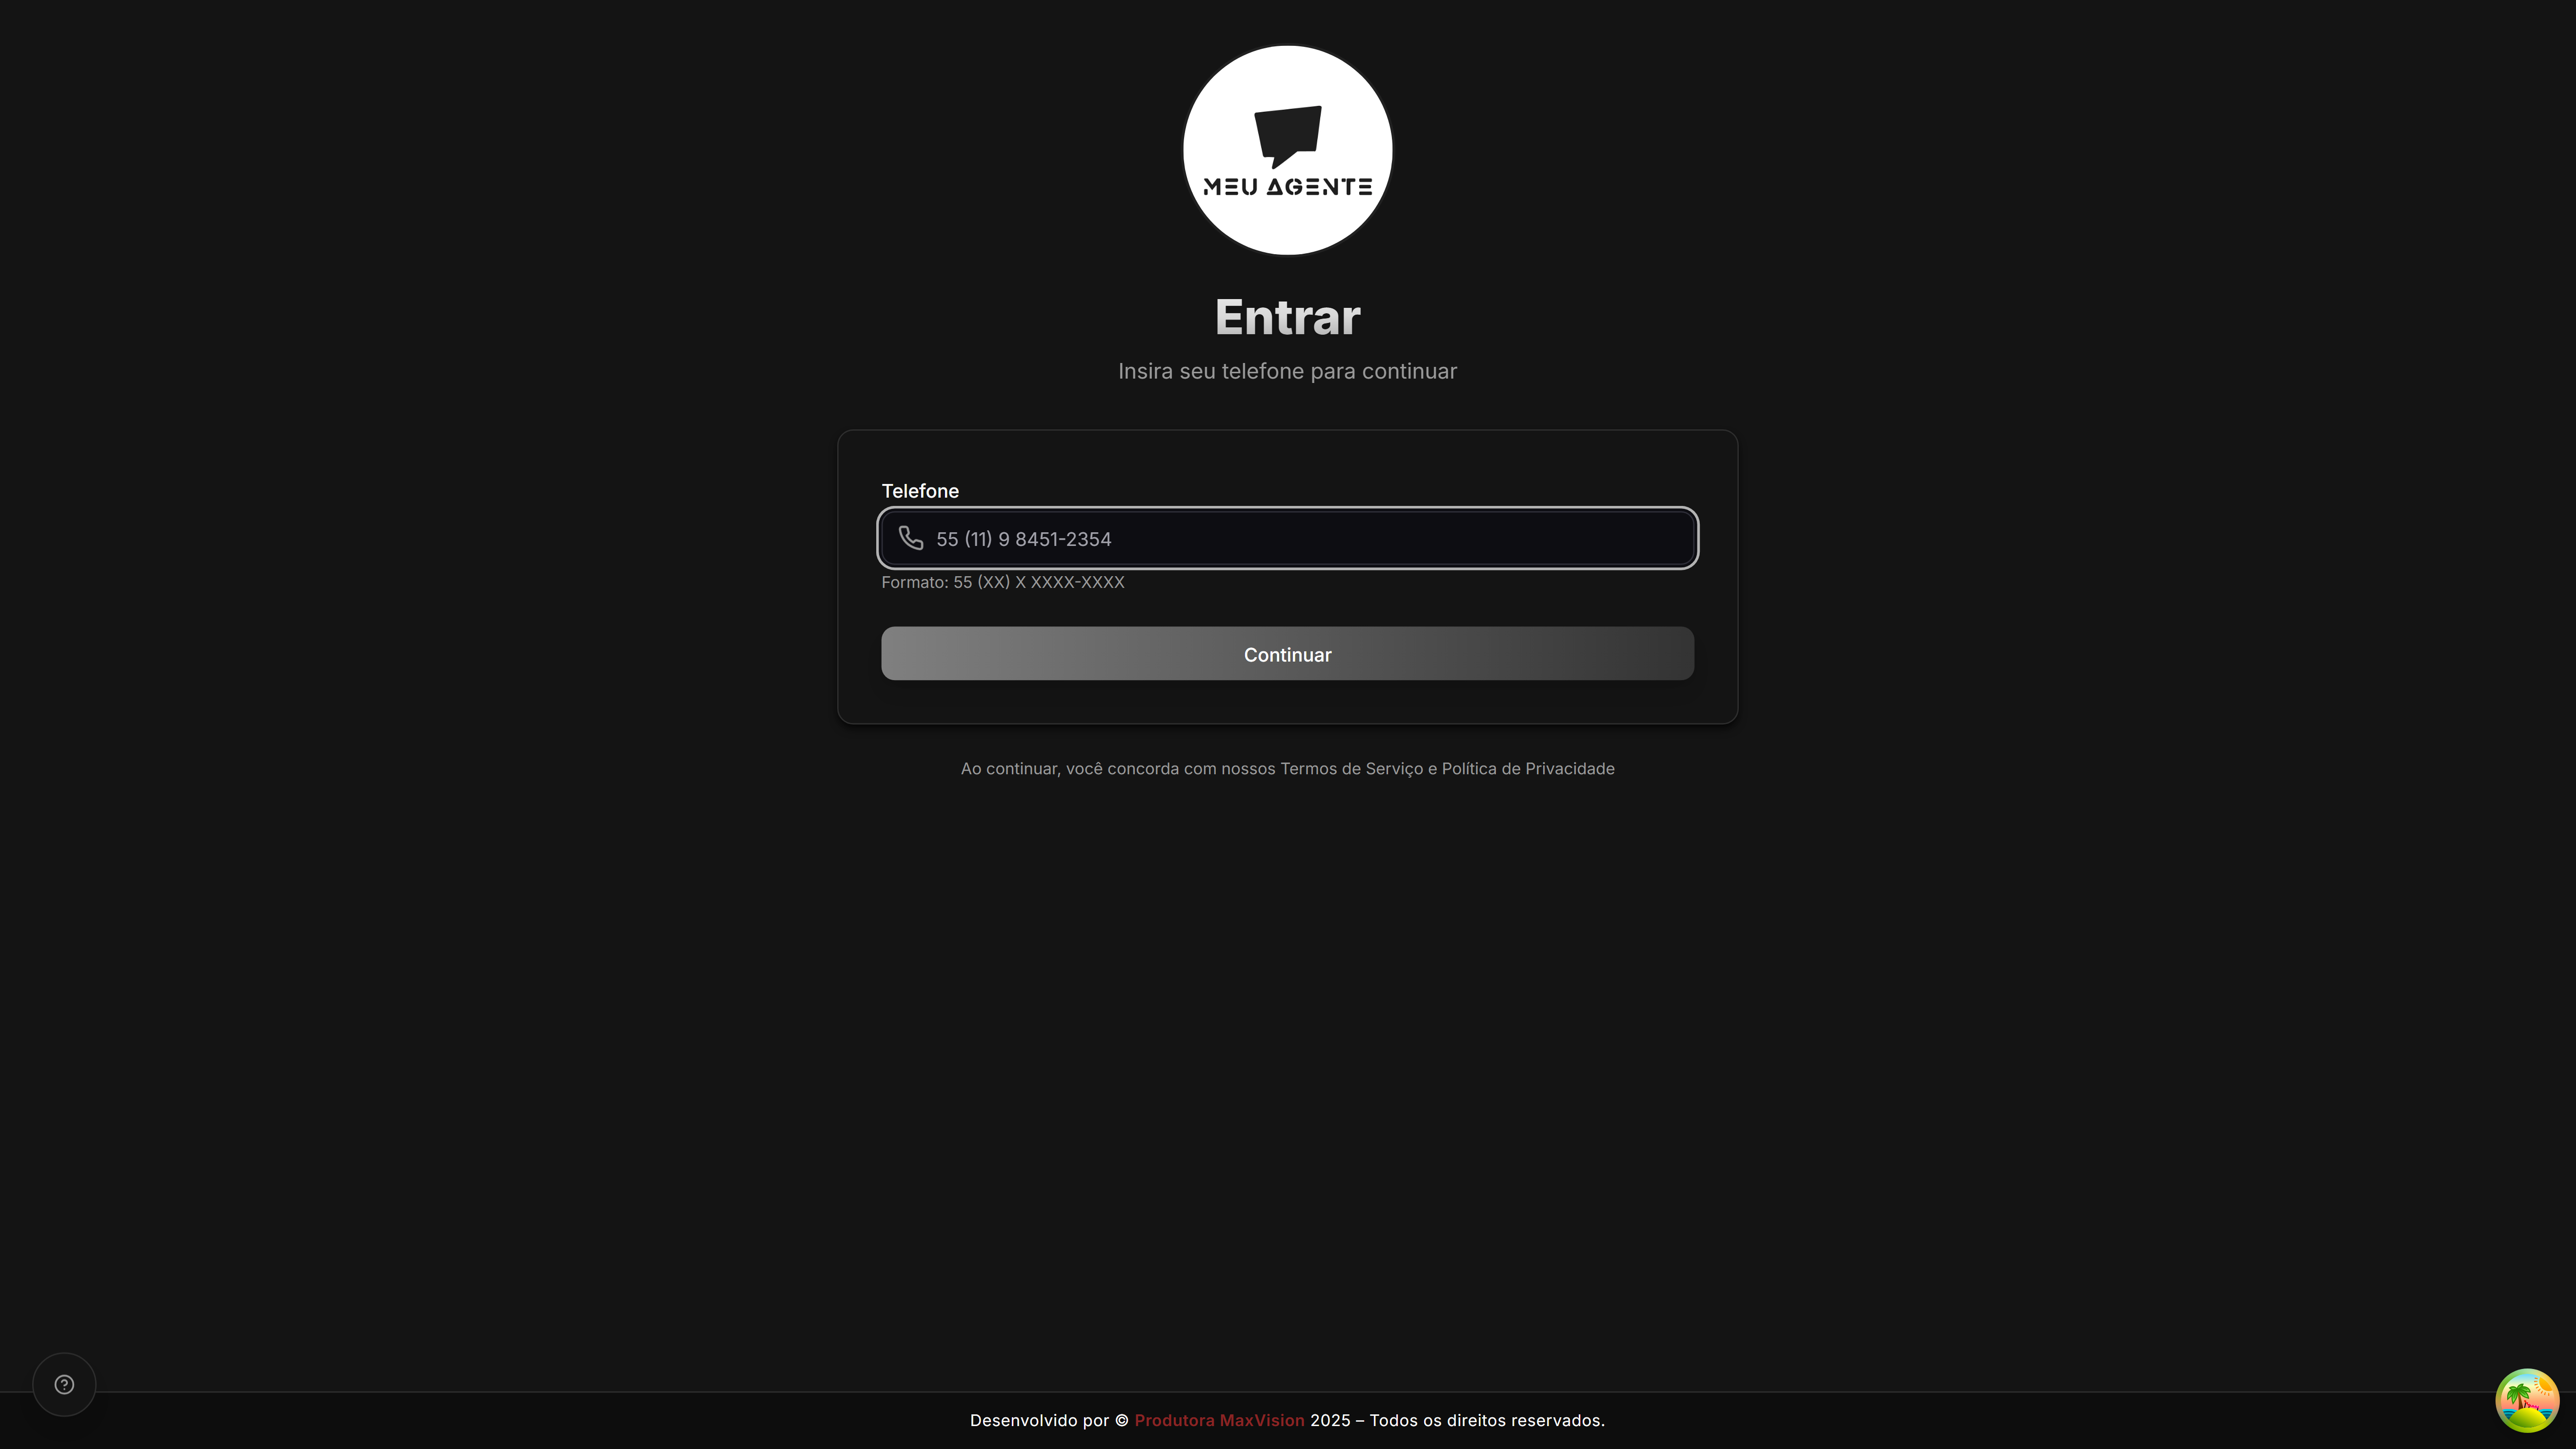 MEU AGENTE
Entrar
Insira seu telefone para continuar
Telefone
55 (11) 9 8451-2354
Formato: 55 (XX) X XXXX-XXXX
Continuar
Ao continuar, você concorda com nossos Termos de Serviço e Política de Privacidade
Desenvolvido por © Produtora MaxVision 2025 – Todos os direitos reservados.